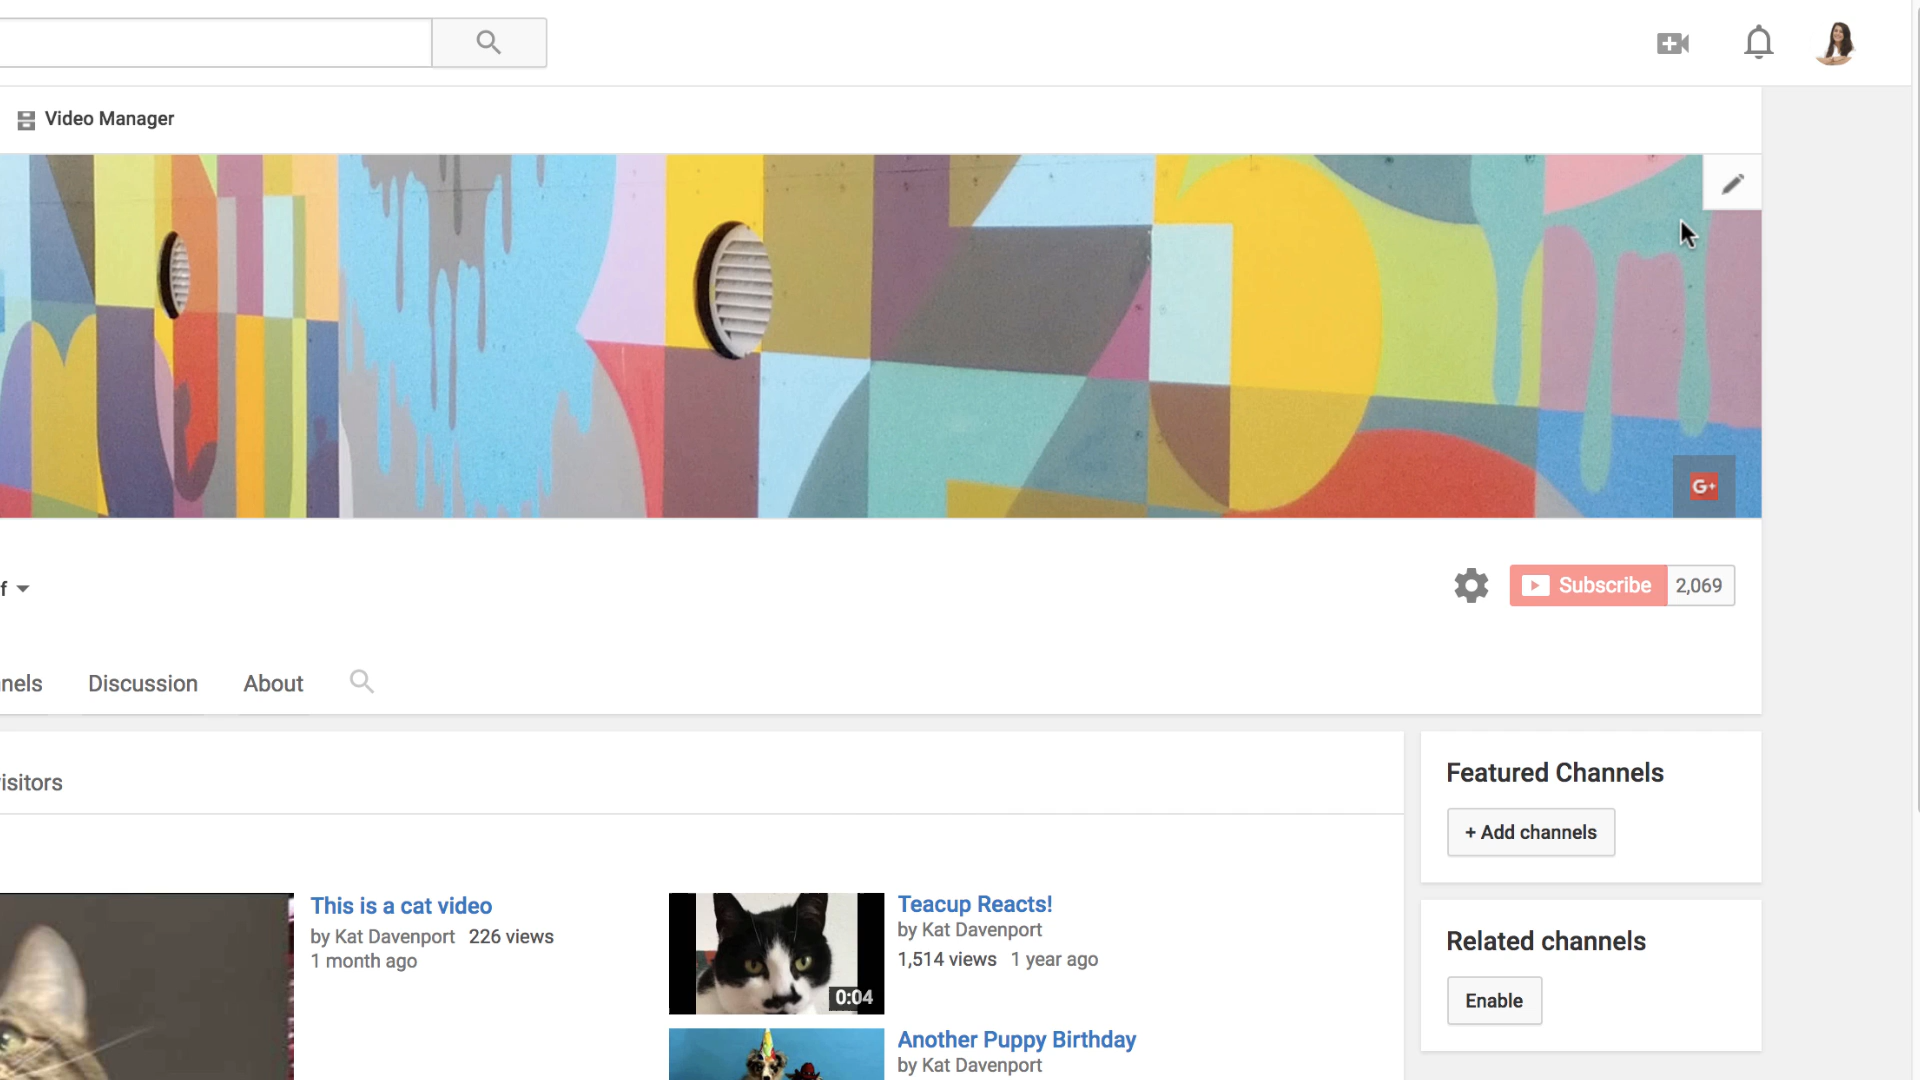 Video Manager
G+
f
Subscribe 2,069
nels Discussion About
isitors
Featured Channels
+ Add channels
This is a cat video
by Kat Davenport 226 views
1 month ago
Teacup Reacts!
by Kat Davenport
1,514 views 1 year ago
0:04
Another Puppy Birthday
by Kat Davenport
Related channels
Enable